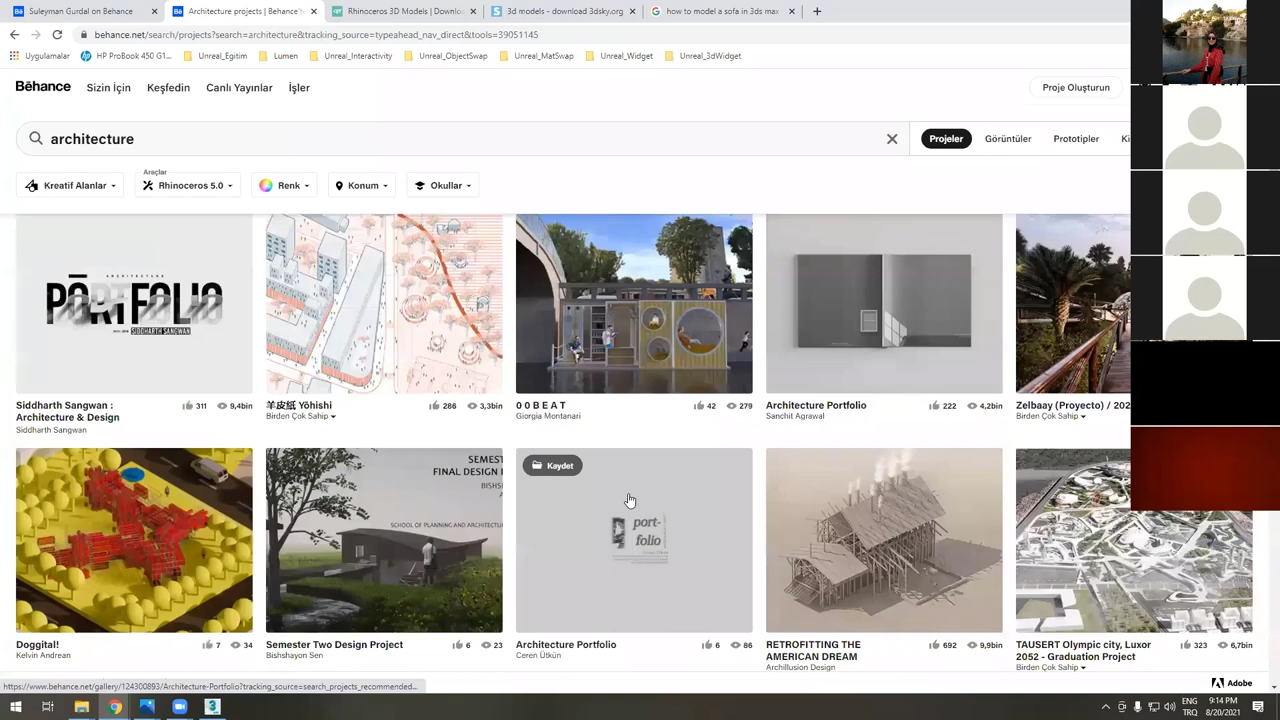 Suleyman Gurdal on Behance
Architecture projects | Behance'ı
Rhinoceros 3D Models | Downloa
3d models - download 3dsky.org
how to model a sofa in 3ds max
behance.net/search/projects?search=architecture&tracking_source=typeahead_nav_direct&tools=39051145
Uygulamalar
HP ProBook 450 G1...
Unreal_Egitim
Lumen
Unreal_Interactivity
Unreal_ObjectSwap
Unreal_MatSwap
Unreal_Widget
Unreal_3dWidget
Bēhance
Sizin İçin
Keşfedin
Canlı Yayınlar
İşler
Proje Oluşturun
architecture
Projeler
Görüntüler
Prototipler
Ki
Araçlar
Kreatif Alanlar
Rhinoceros 5.0
Renk
Konum
Okullar
ARCHITECTURE
PORTFOLIO
SIDDHARTH SANGWAN
Siddharth Sangwan :
Architecture & Design
311
9,4bin
Siddharth Sangwan
羊皮紙 Yōhishi
286
3,3bin
Birden Çok Sahip
0 0 B E A T
42
279
Giorgia Montanari
Architecture Portfolio
222
4,2bin
Sanchit Agrawal
Zelbaay (Proyecto) / 202
Birden Çok Sahip
SEMES
FINAL DESIGN
BISHS
SCHOOL OF PLANNING AND ARCHITECTU
Kaydet
port-
folio
Doggital!
7
34
Kelvin Andrean
Semester Two Design Project
6
23
Bishshayon Sen
Architecture Portfolio
6
86
Ceren Ütkün
RETROFITTING THE
AMERICAN DREAM
692
9,9bin
Archillusion Design
TAUSERT Olympic city, Luxor
2052 - Graduation Project
323
6,7bin
Birden Çok Sahip
https://www.behance.net/gallery/124300893/Architecture-Portfolio?tracking_source=search_projects_recommended...
Adobe
ENG
TRQ
9:14 PM
8/20/2021